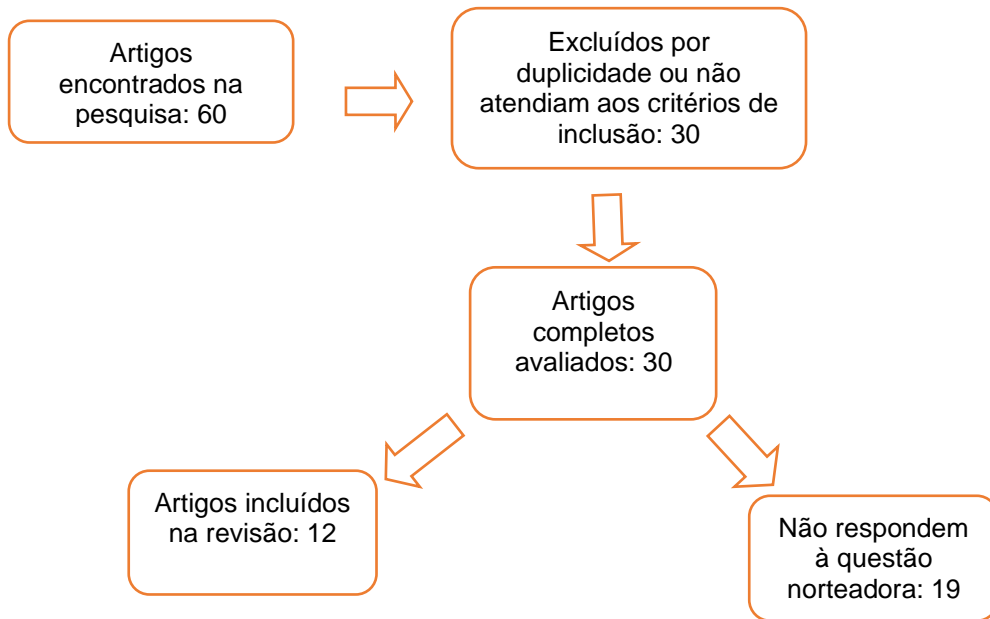 Artigos
encontrados na
pesquisa: 60
Excluídos por
duplicidade ou não
atendiam aos critérios de
inclusão: 30
Artigos
completos
avaliados: 30
Artigos incluídos
na revisão: 12
Não respondem
à questão
norteadora: 19